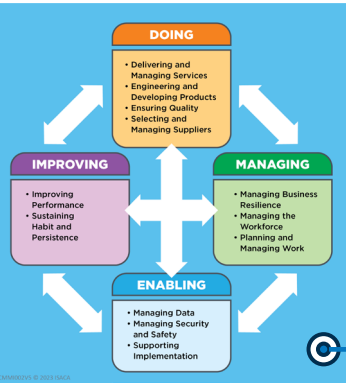 DOING
• Delivering and
Managing Services
• Engineering and
Developing Products
• Ensuring Quality
• Selecting and
Managing Suppliers
IMPROVING
• Improving
Performance
• Sustaining
Habit and
Persistence
MANAGING
• Managing Business
Resilience
• Managing the
Workforce
• Planning and
Managing Work
ENABLING
• Managing Data
• Managing Security
and Safety
• Supporting
Implementation
© 2023 ISACA